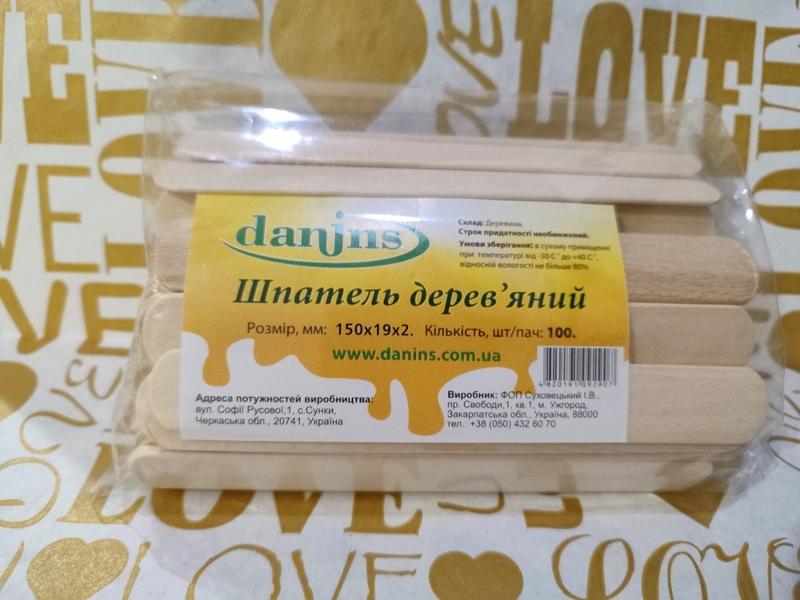 LOVE
LOVE
danins
Склад: Деревина.
Строк придатності необмежений.
Умови зберігання: в сухому приміщенні
при температурі від -30 С˚ до +40 С˚,
відносній вологості не більше 80%
Шпатель дерев'яний
Розмір, мм: 150х19х2. Кількість, шт/пач: 100.
www.danins.com.ua
4820191092907
Адреса потужностей виробництва:
вул. Софії Русової,1, с.Сунки,
Черкаська обл., 20741, Україна
Виробник: ФОП Суховецький І.В.,
пр. Свободи,1, кв.1, м. Ужгород,
Закарпатська обл., Україна, 88000
тел.: +38 (050) 432 60 70
LOVE
LOVE